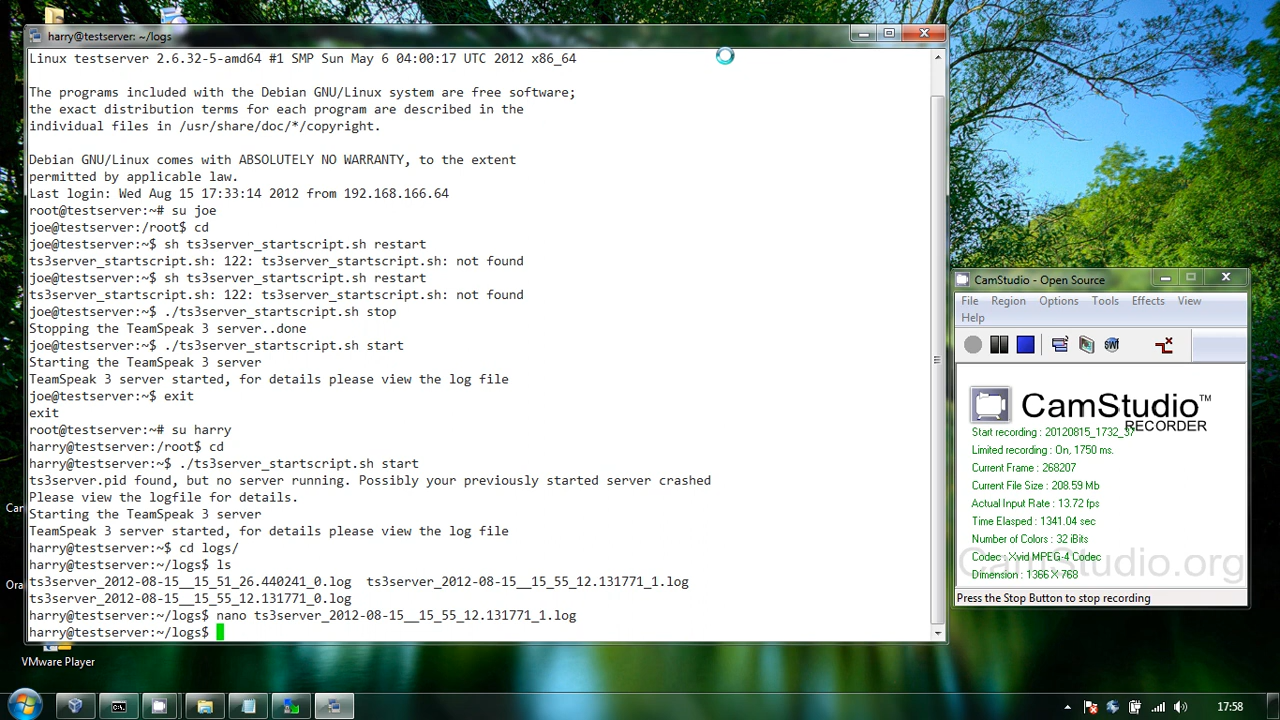 harry@testserver: ~/logs
Linux testserver 2.6.32-5-amd64 #1 SMP Sun May 6 04:00:17 UTC 2012 x86_64
The programs included with the Debian GNU/Linux system are free software;
the exact distribution terms for each program are described in the
individual files in /usr/share/doc/*/copyright.
Debian GNU/Linux comes with ABSOLUTELY NO WARRANTY, to the extent
permitted by applicable law.
Last login: Wed Aug 15 17:33:14 2012 from 192.168.166.64
root@testserver:~# su joe
joe@testserver:/root$ cd
joe@testserver:~$ sh ts3server_startscript.sh restart
ts3server_startscript.sh: 122: ts3server_startscript.sh: not found
joe@testserver:~$ sh ts3server_startscript.sh restart
ts3server_startscript.sh: 122: ts3server_startscript.sh: not found
joe@testserver:~$ ./ts3server_startscript.sh stop
Stopping the TeamSpeak 3 server..done
joe@testserver:~$ ./ts3server_startscript.sh start
Starting the TeamSpeak 3 server
TeamSpeak 3 server started, for details please view the log file
joe@testserver:~$ exit
exit
root@testserver:~# su harry
harry@testserver:/root$ cd
harry@testserver:~$ ./ts3server_startscript.sh start
ts3server.pid found, but no server running. Possibly your previously started server crashed
Please view the logfile for details.
Starting the TeamSpeak 3 server
TeamSpeak 3 server started, for details please view the log file
harry@testserver:~$ cd logs/
harry@testserver:~/logs$ ls
ts3server_2012-08-15__15_51_26.440241_0.log  ts3server_2012-08-15__15_55_12.131771_1.log
ts3server_2012-08-15__15_55_12.131771_0.log
harry@testserver:~/logs$ nano ts3server_2012-08-15__15_55_12.131771_1.log
harry@testserver:~/logs$
CamStudio - Open Source
File Region Options Tools Effects View
Help
CamStudio™
RECORDER
Start recording : 20120815_1732_37
Limited recording : On, 1750 ms.
Current Frame : 268207
Current File Size : 208.59 Mb
Actual Input Rate : 13.72 fps
Time Elasped : 1341.04 sec
Number of Colors : 32 iBits
Codec : Xvid MPEG-4 Codec
Dimension : 1366 X 768
CamStudio.org
Press the Stop Button to stop recording
Car
Ora
VMware Player
17:58